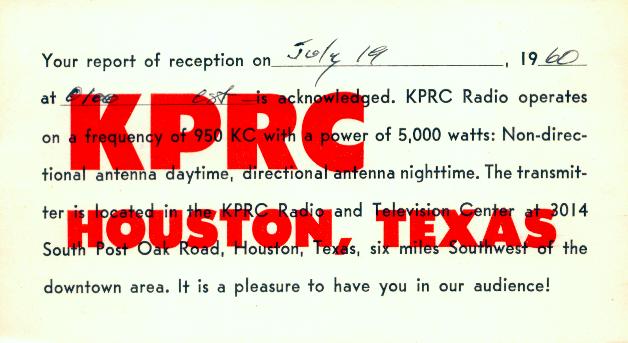 Your report of reception on July 19, 1960
at est is acknowledged. KPRC Radio operates
on a frequency of 950 KC with a power of 5,000 watts: Non-direc-
tional antenna daytime, directional antenna nighttime. The transmit-
ter is located in the KPRC Radio and Television Center at 3014
South Post Oak Road, Houston, Texas, six miles Southwest of the
downtown area. It is a pleasure to have you in our audience!
KPRC
HOUSTON, TEXAS